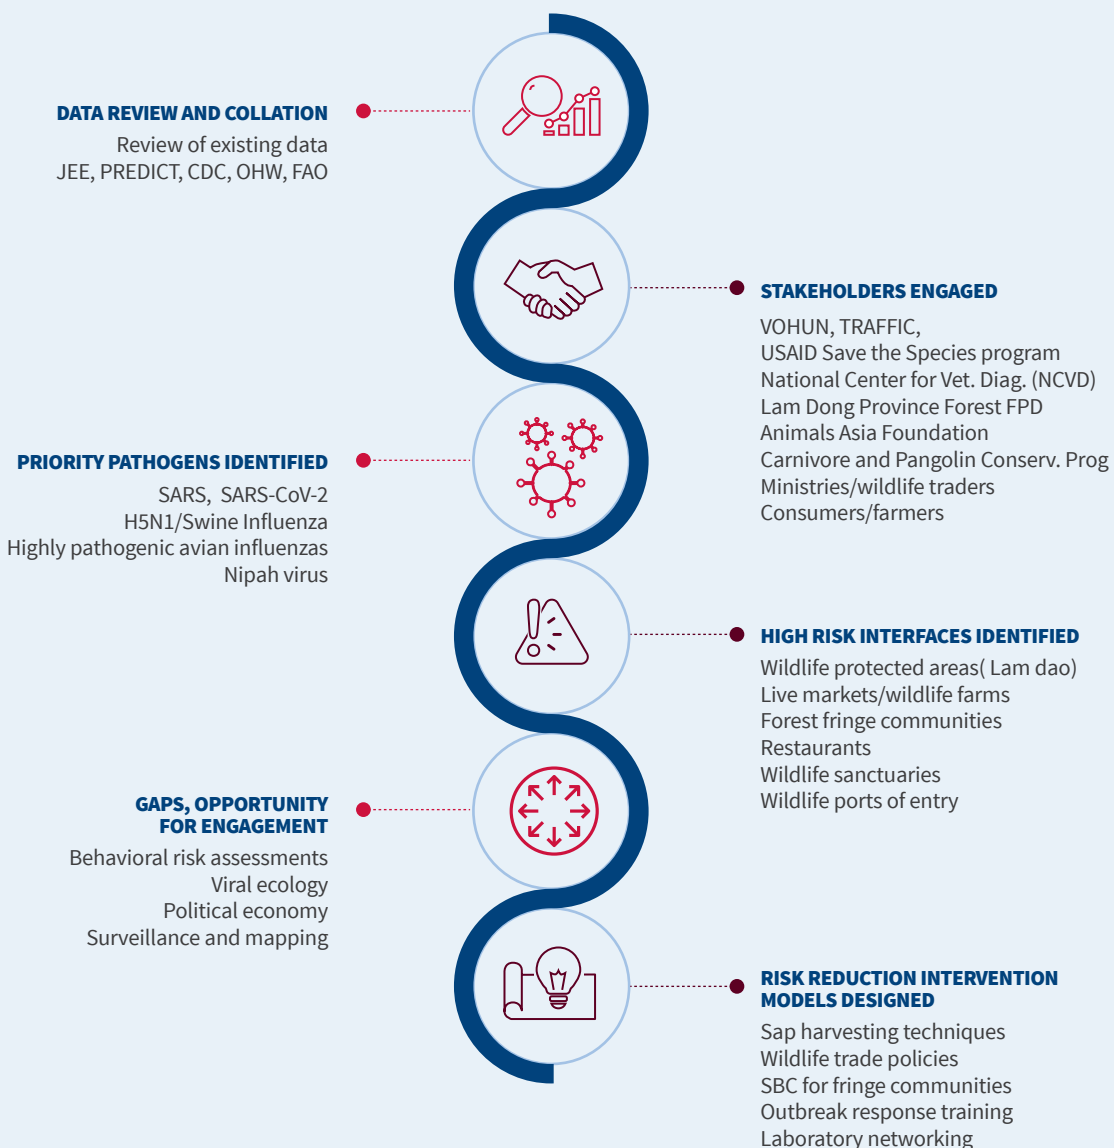 DATA REVIEW AND COLLATION
Review of existing data
JEE, PREDICT, CDC, OHW, FAO
STAKEHOLDERS ENGAGED
VOHUN, TRAFFIC,
USAID Save the Species program
National Center for Vet. Diag. (NCVD)
Lam Dong Province Forest FPD
Animals Asia Foundation
Carnivore and Pangolin Conserv. Prog
Ministries/wildlife traders
Consumers/farmers
PRIORITY PATHOGENS IDENTIFIED
SARS, SARS-CoV-2
H5N1/Swine Influenza
Highly pathogenic avian influenzas
Nipah virus
HIGH RISK INTERFACES IDENTIFIED
Wildlife protected areas( Lam dao)
Live markets/wildlife farms
Forest fringe communities
Restaurants
Wildlife sanctuaries
Wildlife ports of entry
GAPS, OPPORTUNITY
FOR ENGAGEMENT
Behavioral risk assessments
Viral ecology
Political economy
Surveillance and mapping
RISK REDUCTION INTERVENTION
MODELS DESIGNED
Sap harvesting techniques
Wildlife trade policies
SBC for fringe communities
Outbreak response training
Laboratory networking